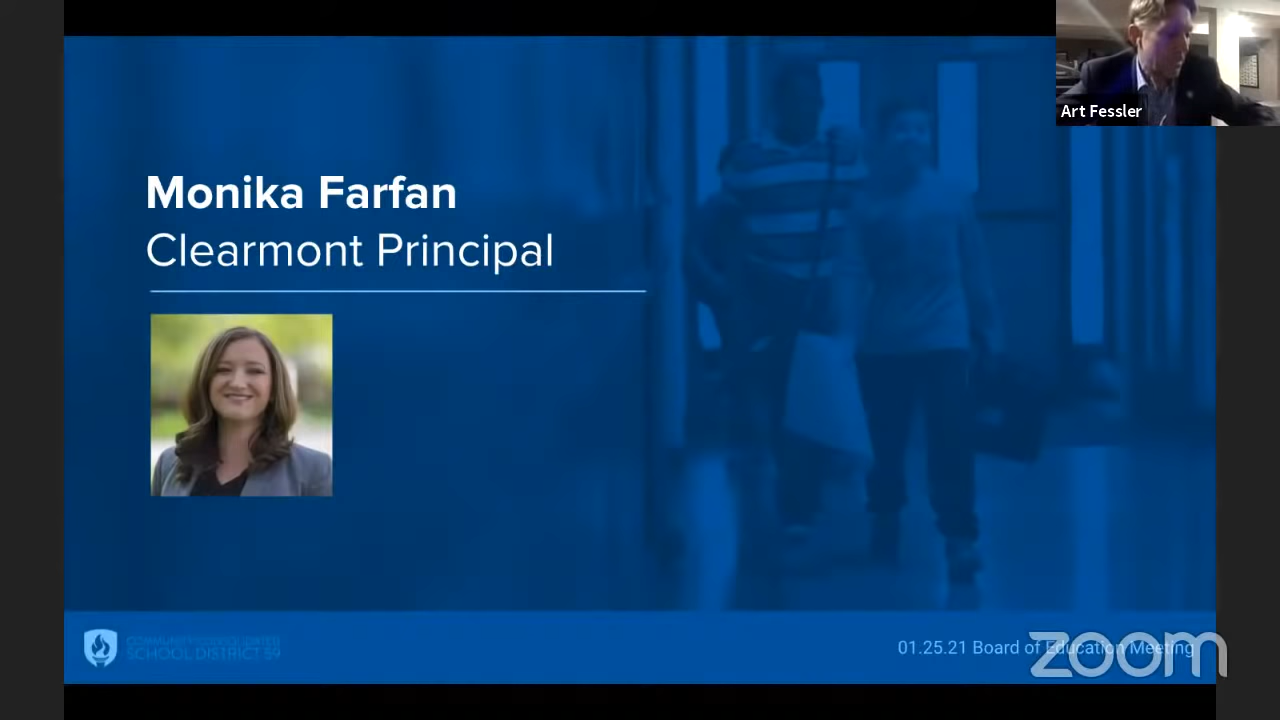 Art Fessler
Monika Farfan
Clearmont Principal
COMMUNITY CONSOLIDATED
SCHOOL DISTRICT 59
01.25.21 Board of Education Meeting
zoom